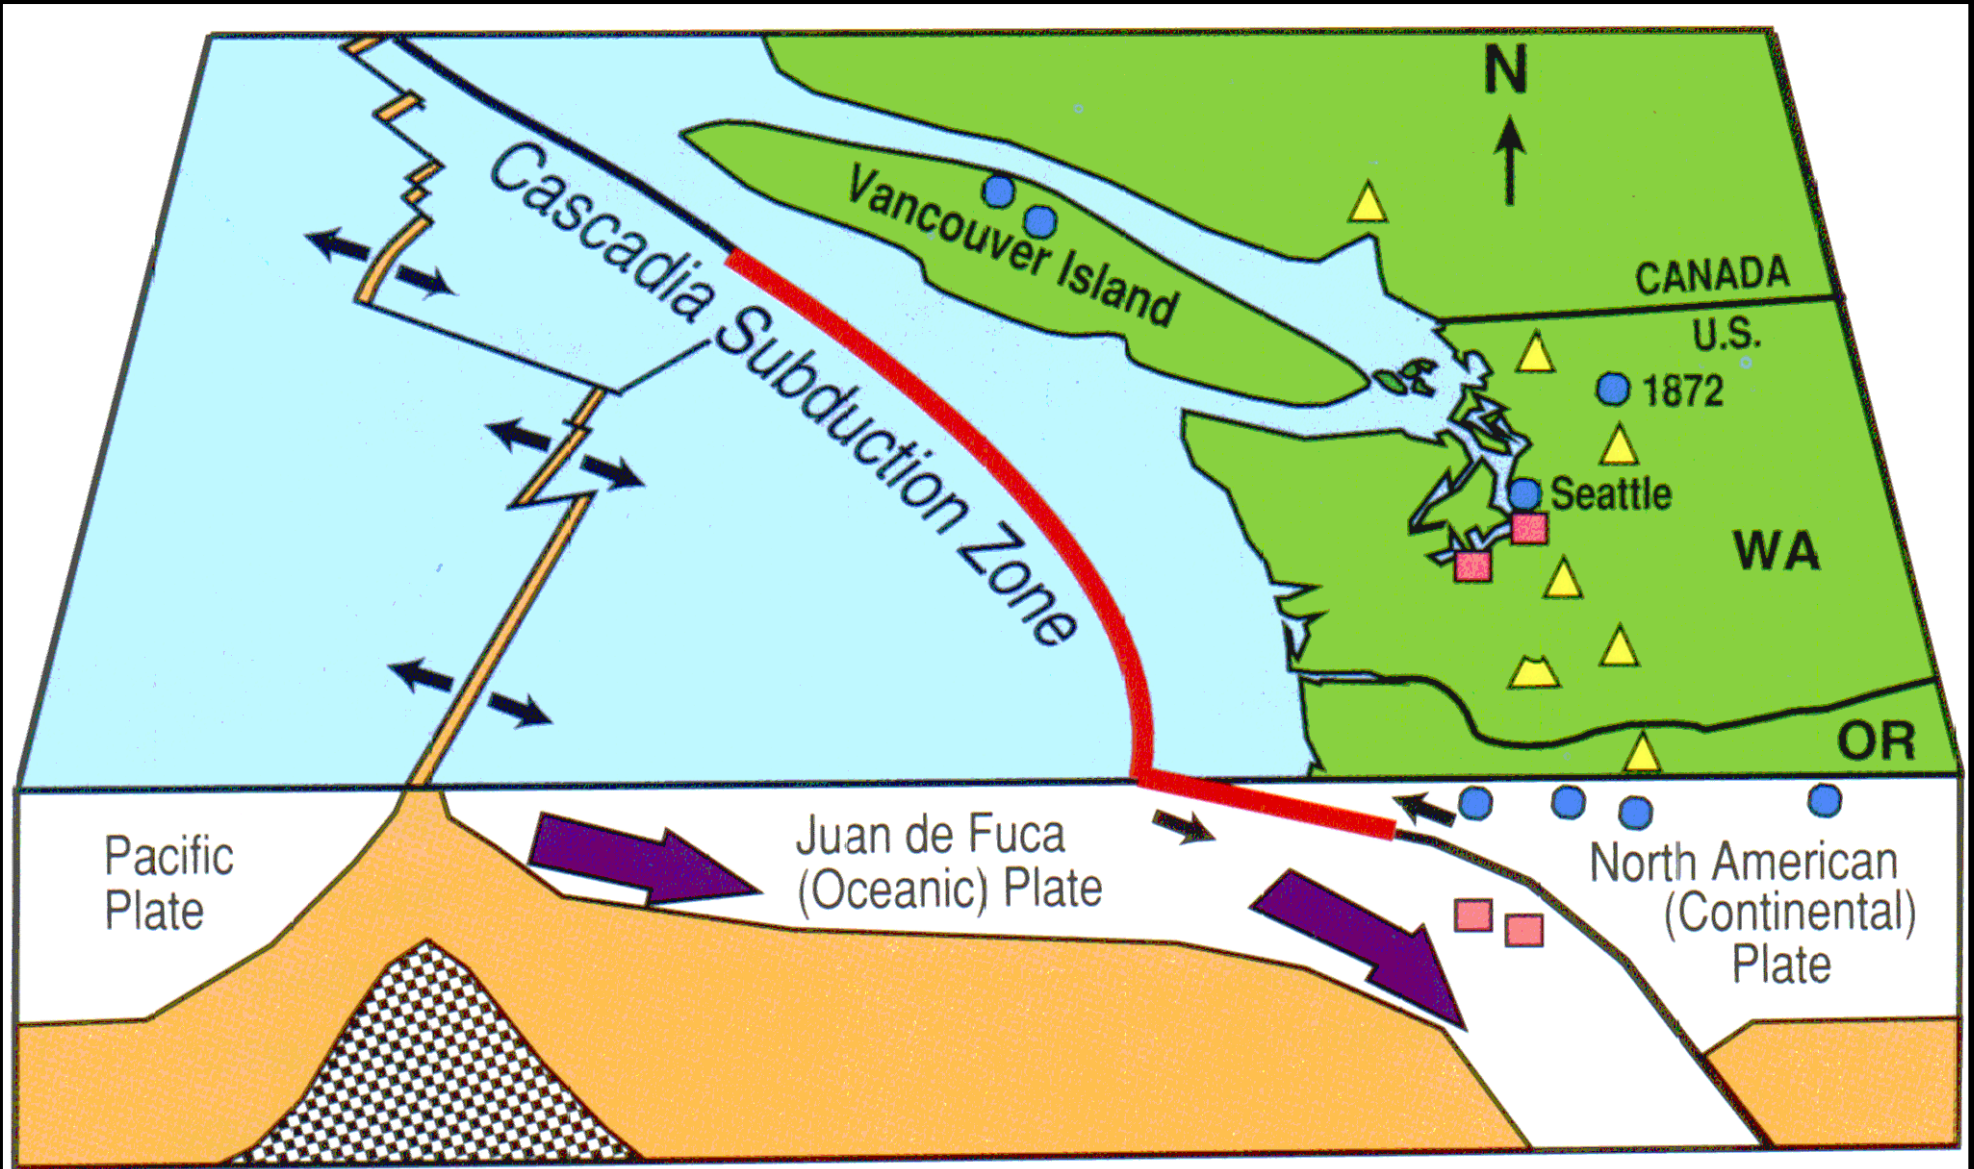 N
Cascadia Subduction Zone
Vancouver Island
CANADA
U.S.
1872
Seattle
WA
OR
Pacific
Plate
Juan de Fuca
(Oceanic) Plate
North American
(Continental)
Plate